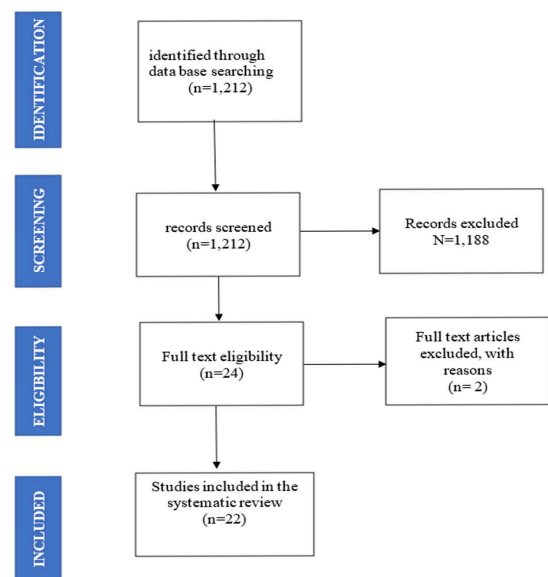 IDENTIFICATION
identified through
data base searching
(n=1,212)
SCREENING
records screened
(n=1,212)
Records excluded
N=1,188
ELIGIBILITY
Full text eligibility
(n=24)
Full text articles
excluded, with
reasons
(n= 2)
INCLUDED
Studies included in the
systematic review
(n=22)